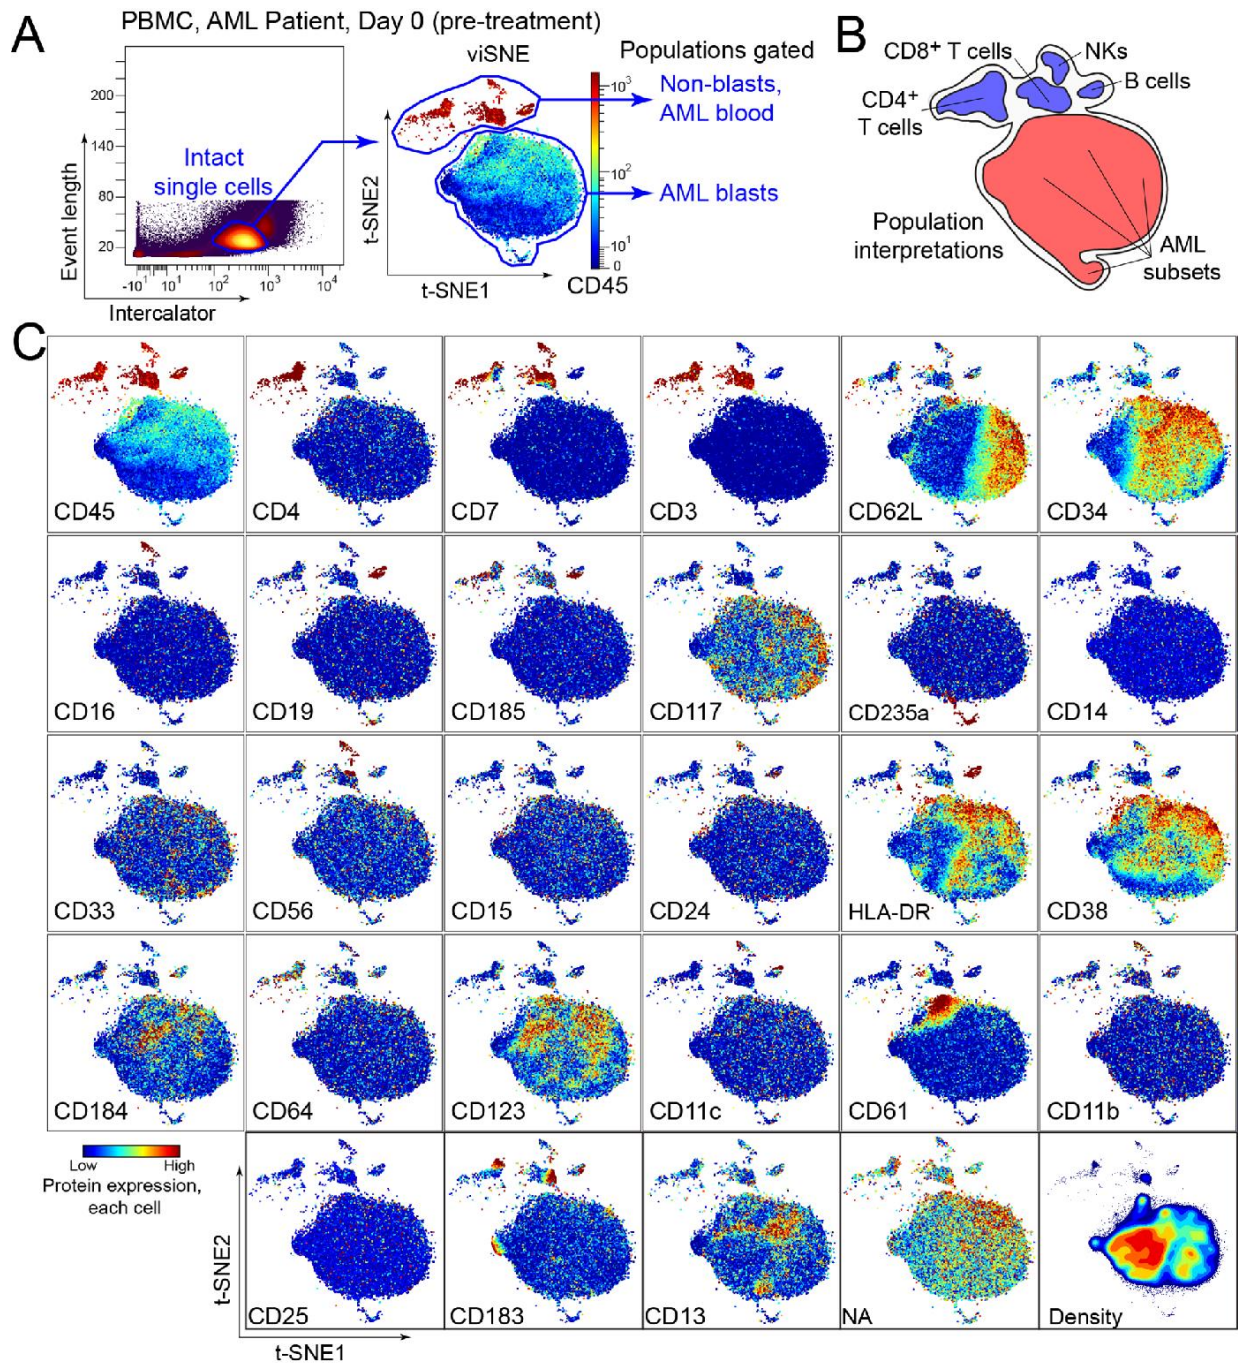 A
PBMC, AML Patient, Day 0 (pre-treatment)
viSNE
Populations gated
Event length
200
140
80
20
Intact
single cells
-10¹ 10¹ 10² 10³ 10⁴
Intercalator
t-SNE2
t-SNE1
10³
10²
10¹
0
CD45
Non-blasts,
AML blood
AML blasts
B
CD8⁺ T cells
NKs
B cells
CD4⁺
T cells
Population
interpretations
AML
subsets
C
CD45
CD4
CD7
CD3
CD62L
CD34
CD16
CD19
CD185
CD117
CD235a
CD14
CD33
CD56
CD15
CD24
HLA-DR
CD38
CD184
CD64
CD123
CD11c
CD61
CD11b
Low High
Protein expression,
each cell
t-SNE2
t-SNE1
CD25
CD183
CD13
NA
Density